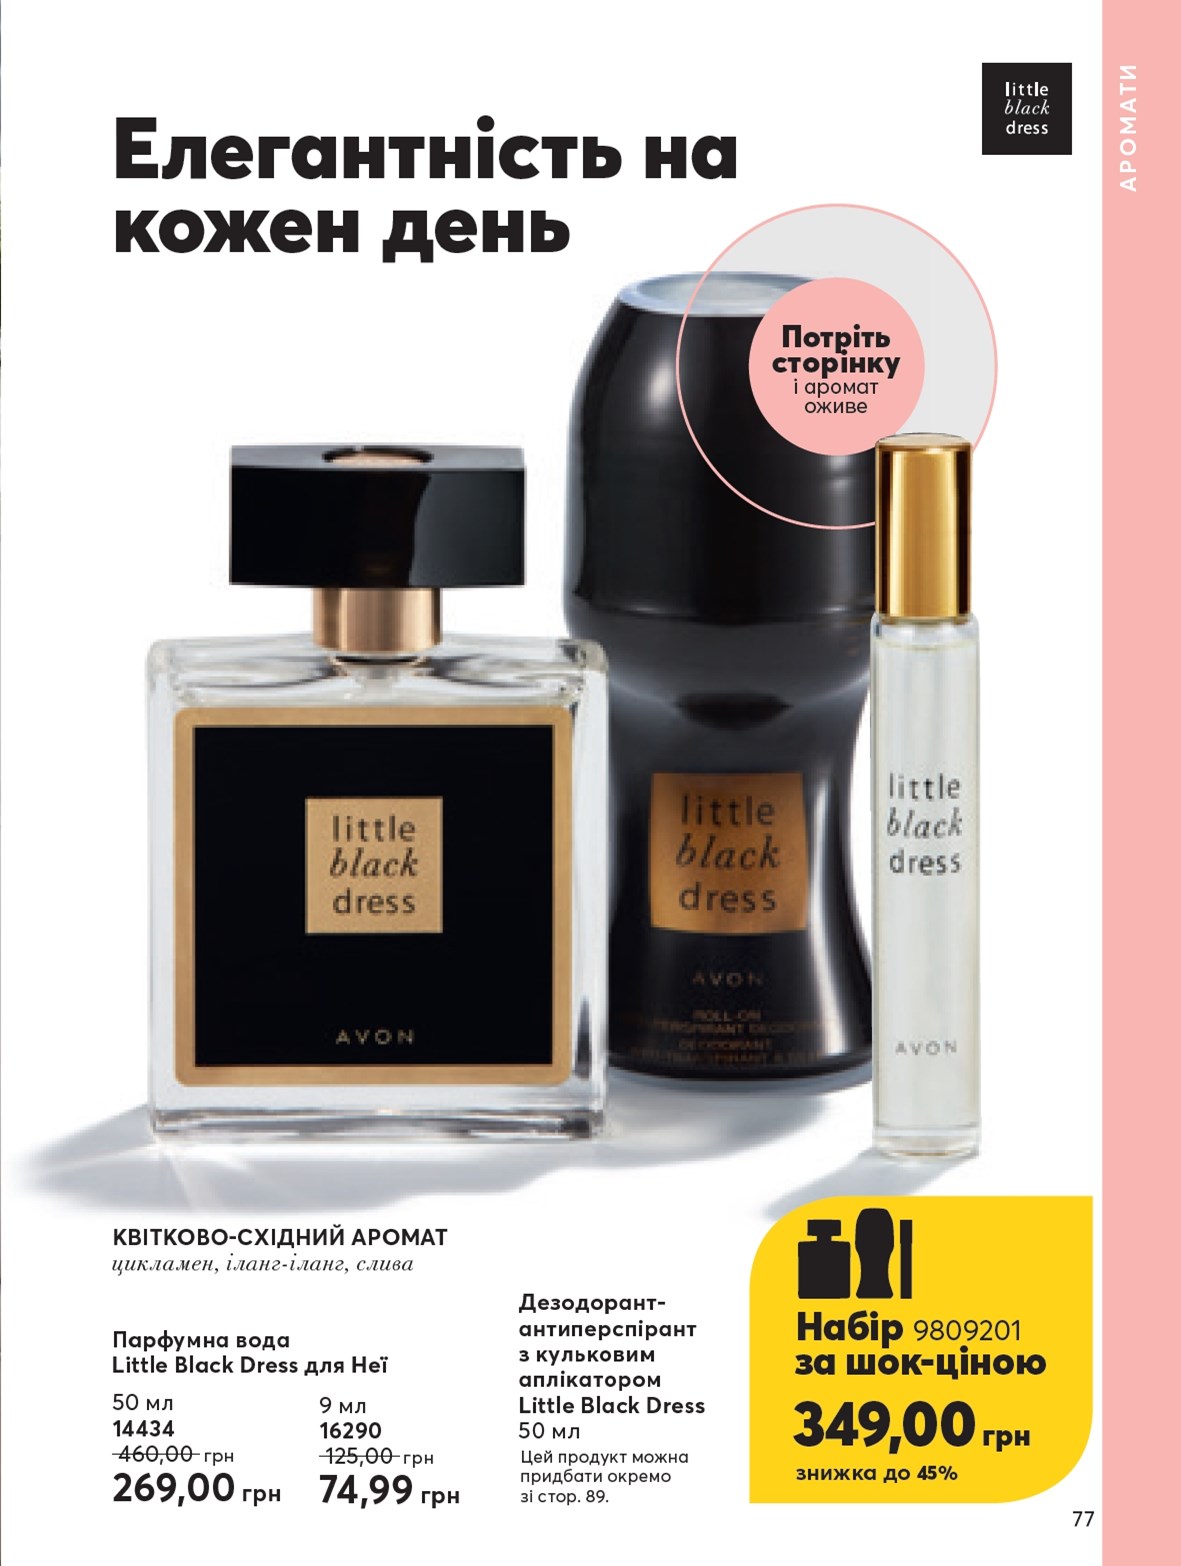 little
black
dress
АРОМАТИ
Елегантність на
кожен день
Потріть
сторінку
і аромат
оживе
little
black
dress
AVON
little
black
dress
AVON
ROLL-ON
DEODORANT
little
black
dress
AVON
КВІТКОВО-СХІДНИЙ АРОМАТ
цикламен, іланг-іланг, слива
Парфумна вода
Little Black Dress для Неї
50 мл
14434
460,00 грн
269,00 грн
9 мл
16290
125,00 грн
74,99 грн
Дезодорант-
антиперспірант
з кульковим
аплікатором
Little Black Dress
50 мл
Цей продукт можна
придбати окремо
зі стор. 89.
Набір 9809201
за шок-ціною
349,00 грн
знижка до 45%
77